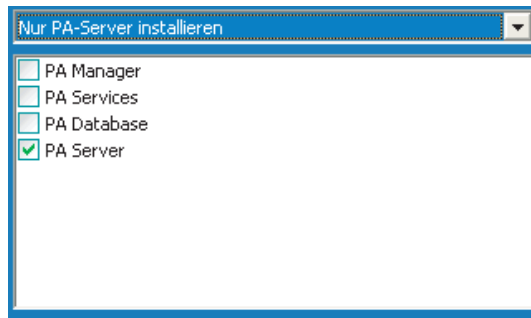 Nur PA-Server installieren
PA Manager
PA Services
PA Database
PA Server